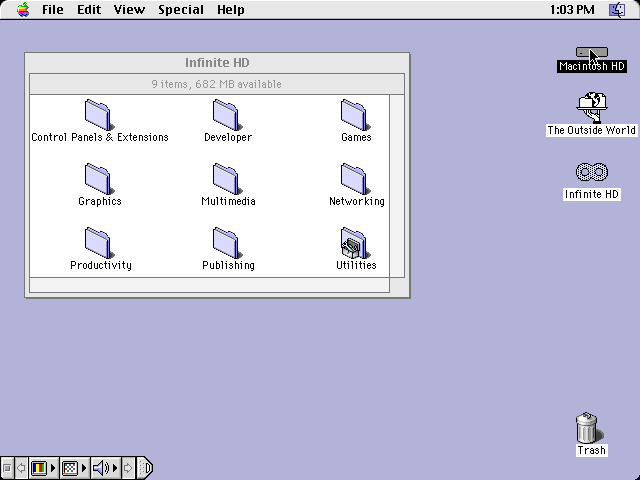 File Edit View Special Help 1:03 PM
Infinite HD
9 items, 682 MB available
Control Panels & Extensions Developer Games
Graphics Multimedia Networking
Productivity Publishing Utilities
Macintosh HD
The Outside World
Infinite HD
Trash